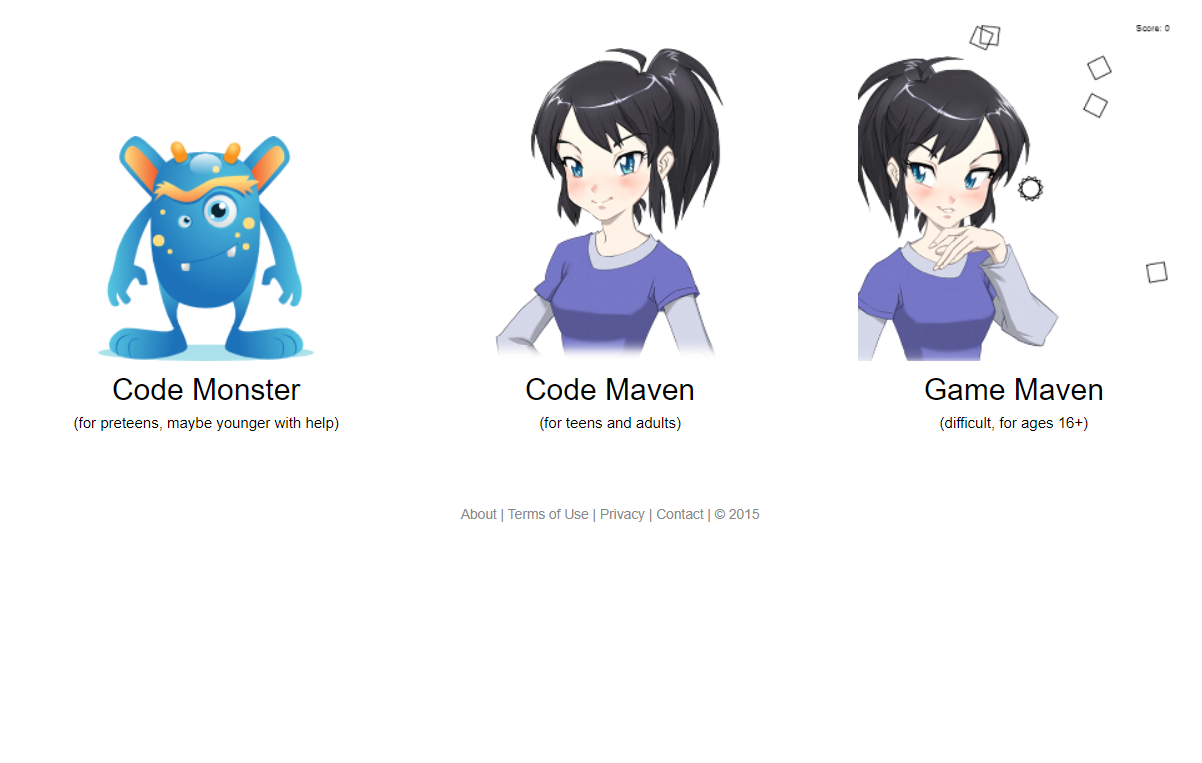 Score: 0
Code Monster
(for preteens, maybe younger with help)
Code Maven
(for teens and adults)
Game Maven
(difficult, for ages 16+)
About | Terms of Use | Privacy | Contact | © 2015